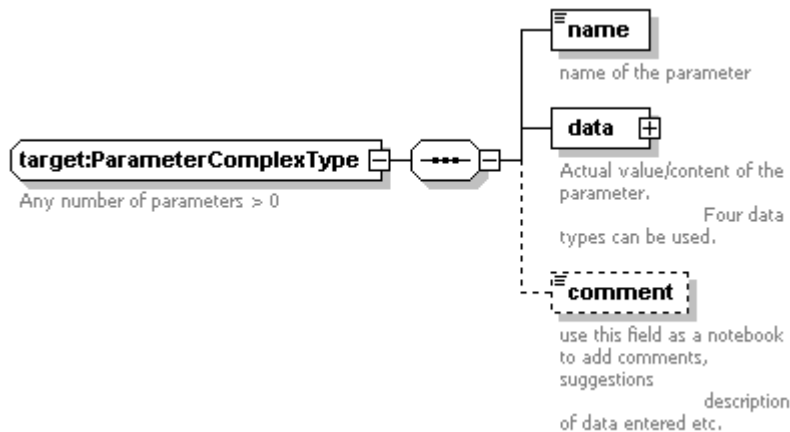 name
name of the parameter
data
Actual value/content of the
parameter.
Four data
types can be used.
target:ParameterComplexType
Any number of parameters > 0
comment
use this field as a notebook
to add comments,
suggestions
description
of data entered etc.